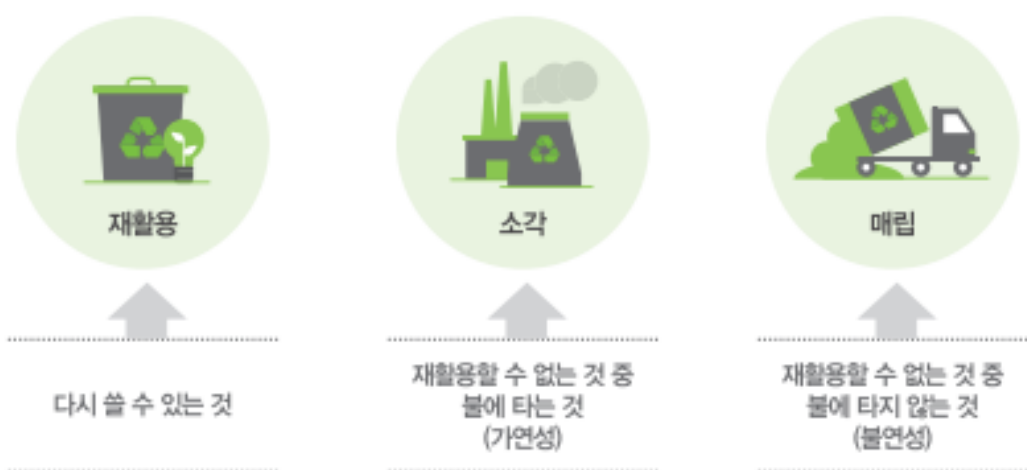 재활용
소각
매립
다시 쓸 수 있는 것
재활용할 수 없는 것 중
불에 타는 것
(가연성)
재활용할 수 없는 것 중
불에 타지 않는 것
(불연성)